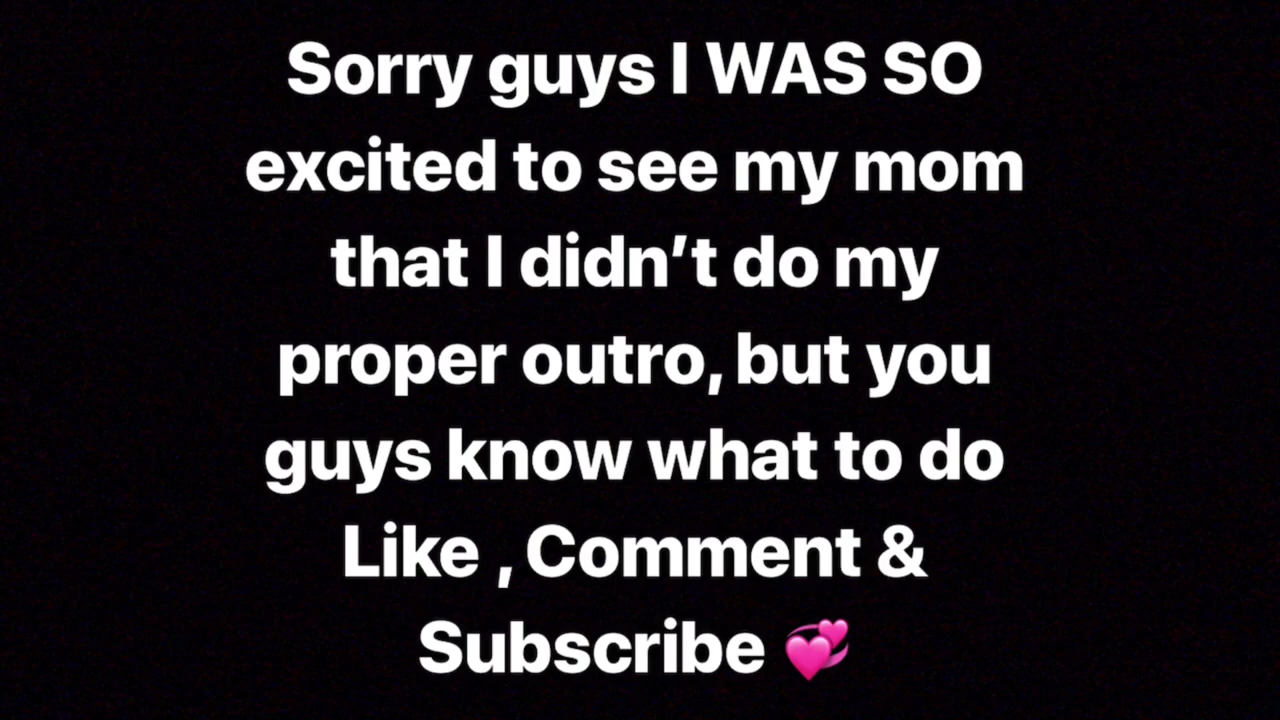 Sorry guys I WAS SO
excited to see my mom
that I didn’t do my
proper outro, but you
guys know what to do
Like , Comment &
Subscribe 💞